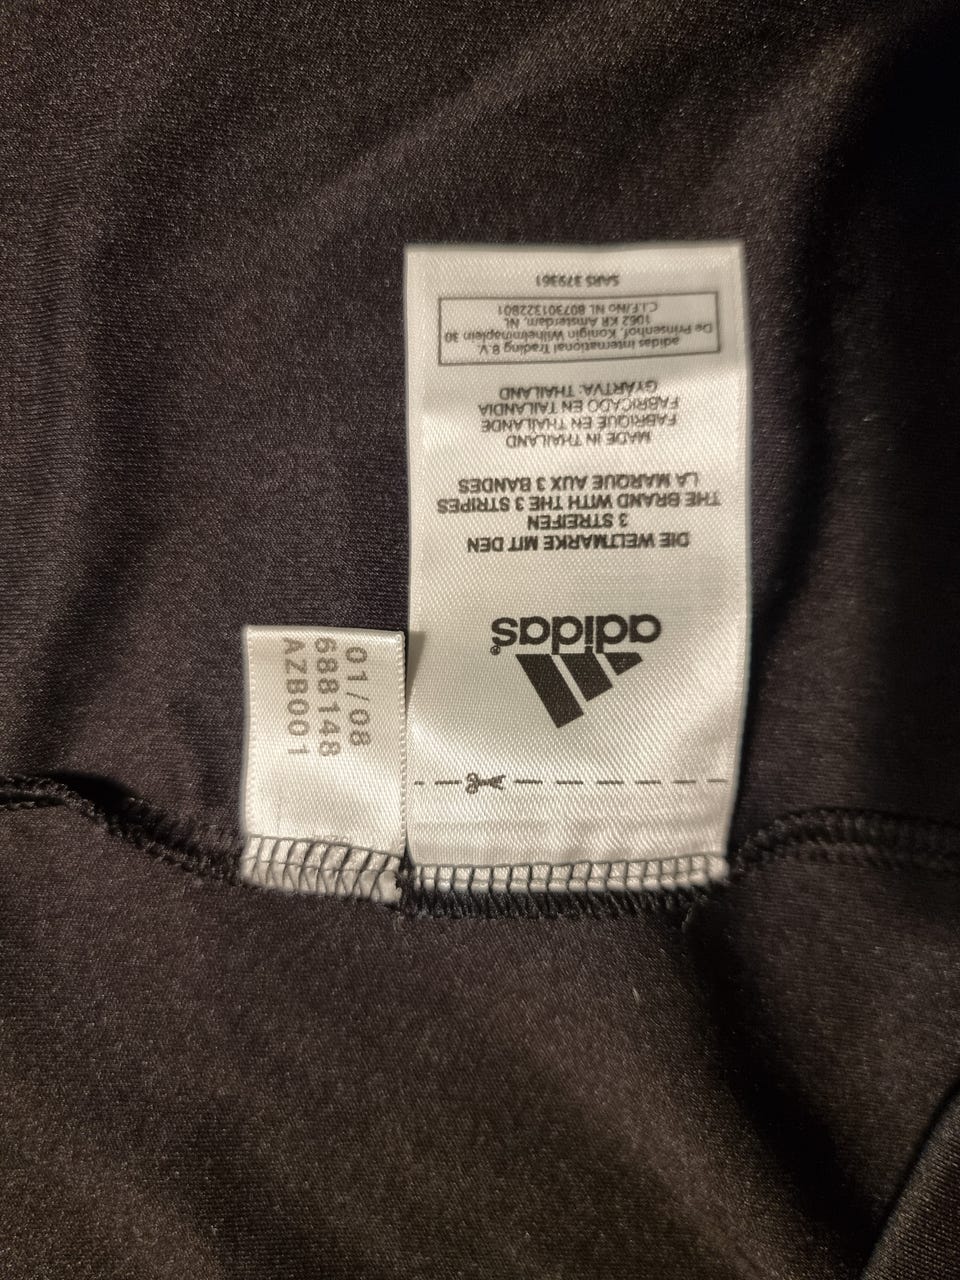 adidas
DIE WELTMARKE MIT DEN
3 STREIFEN
THE BRAND WITH THE 3 STRIPES
LA MARQUE AUX 3 BANDES
MADE IN THAILAND
FABRIQUE EN THAILANDE
FABRICADO EN TAILANDIA
GYARTVA: THAILAND
adidas International Trading B.V.
De Prinsenhof, Konigin Wilhelminaplein 30
1062 KR Amsterdam, NL
C.I.F/No NL 807301322B01
SARS 379361
01/08
688148
AZB001